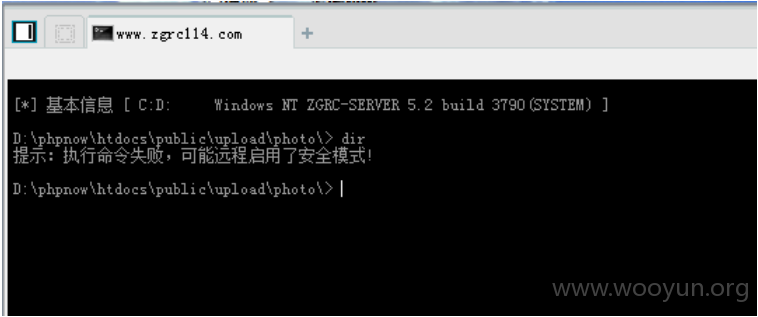 www.zgrc114.com
[*] 基本信息 [ C:D: Windows NT ZGRC-SERVER 5.2 build 3790(SYSTEM) ]
D:\phpnow\htdocs\public\upload\photo\> dir
提示：执行命令失败，可能远程启用了安全模式!
D:\phpnow\htdocs\public\upload\photo\>
www.wooyun.org